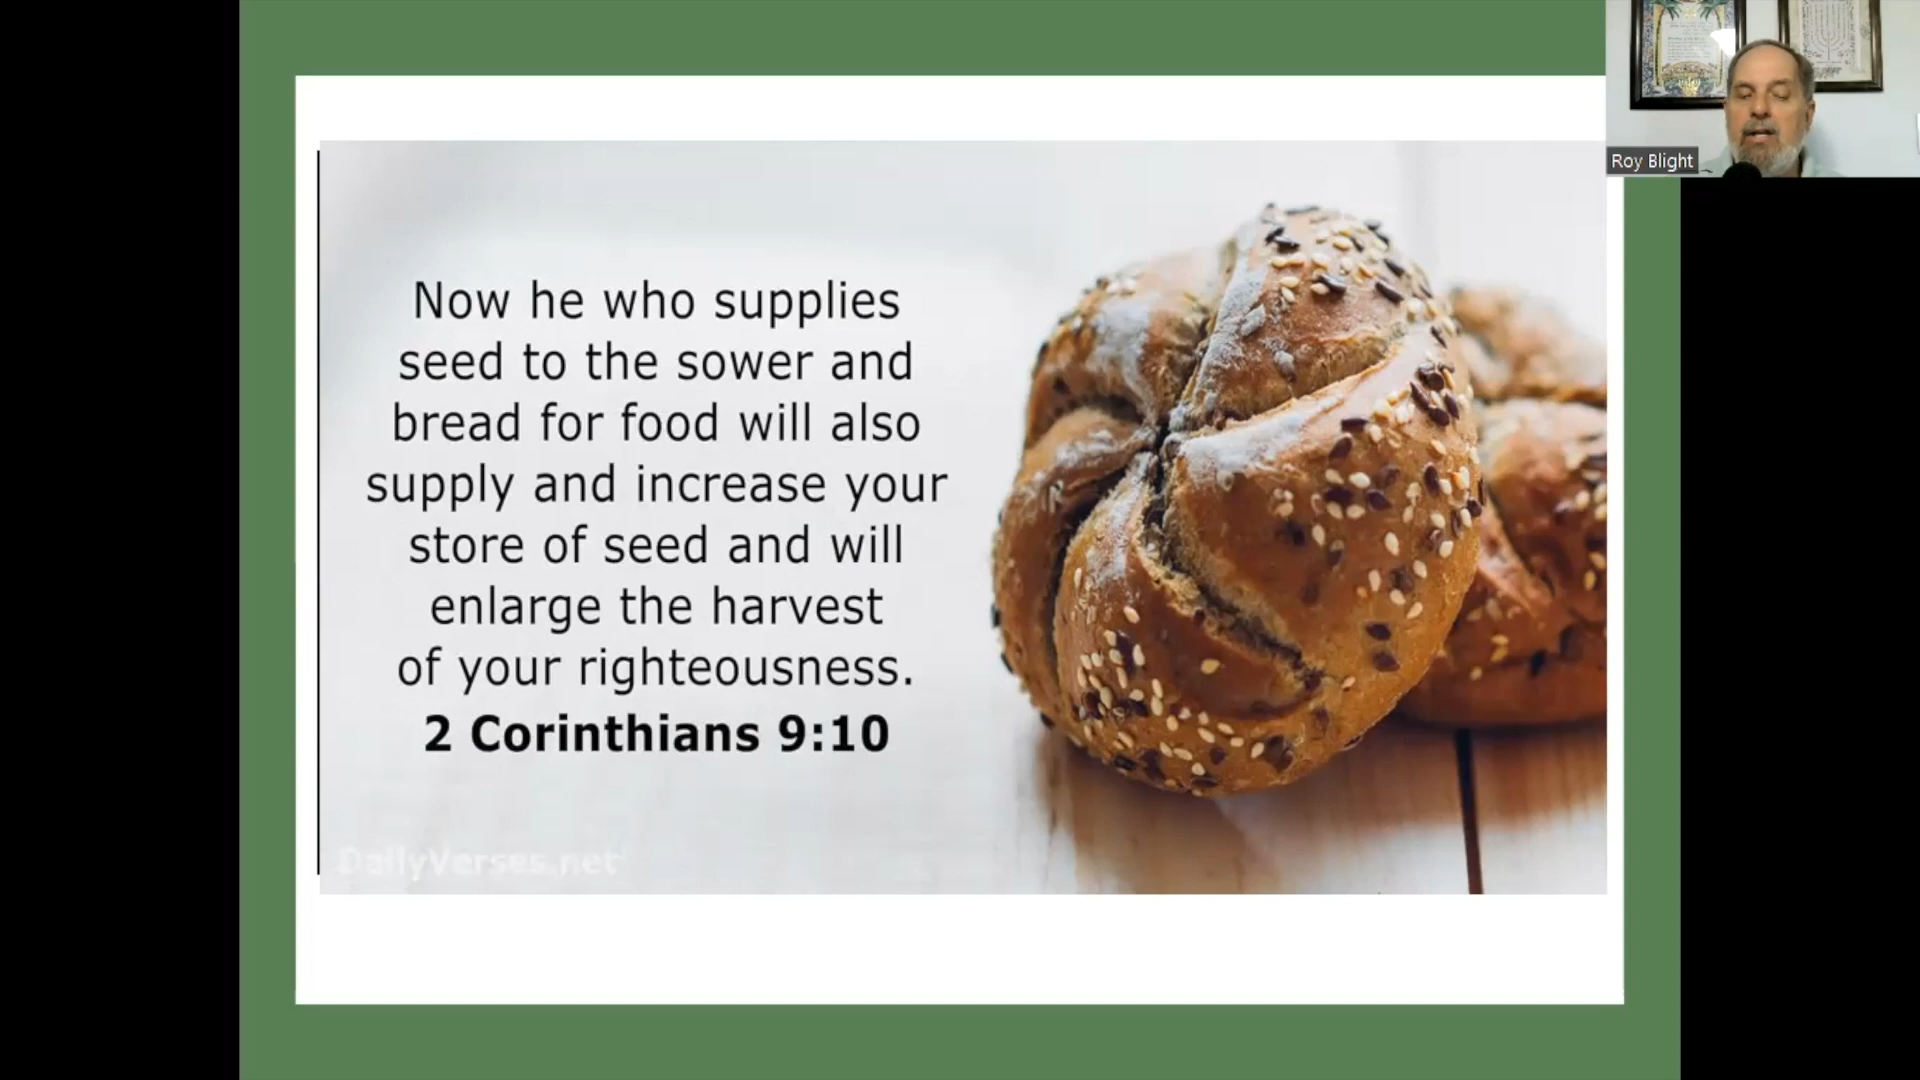 Now he who supplies
seed to the sower and
bread for food will also
supply and increase your
store of seed and will
enlarge the harvest
of your righteousness.
2 Corinthians 9:10
DailyVerses.net
Roy Blight